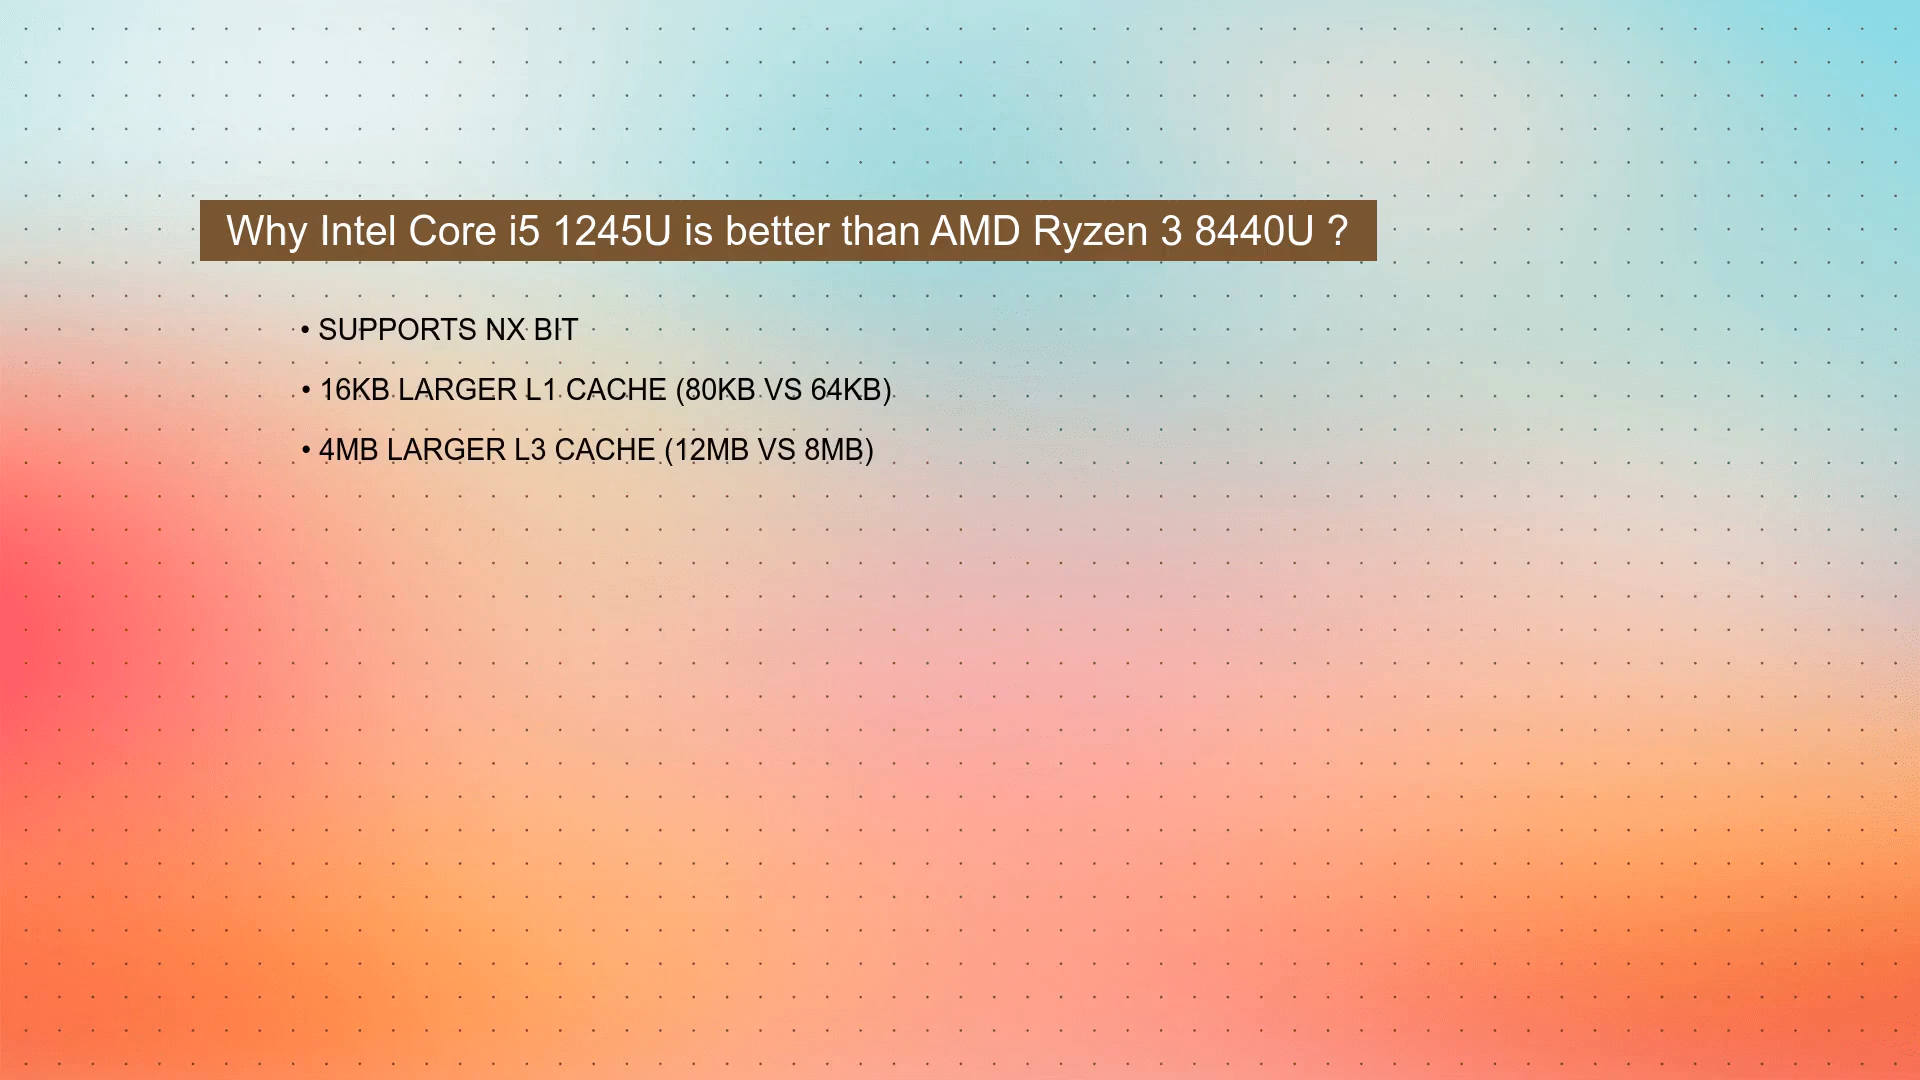 Why Intel Core i5 1245U is better than AMD Ryzen 3 8440U ?
• SUPPORTS NX BIT
• 16KB LARGER L1 CACHE (80KB VS 64KB)
• 4MB LARGER L3 CACHE (12MB VS 8MB)